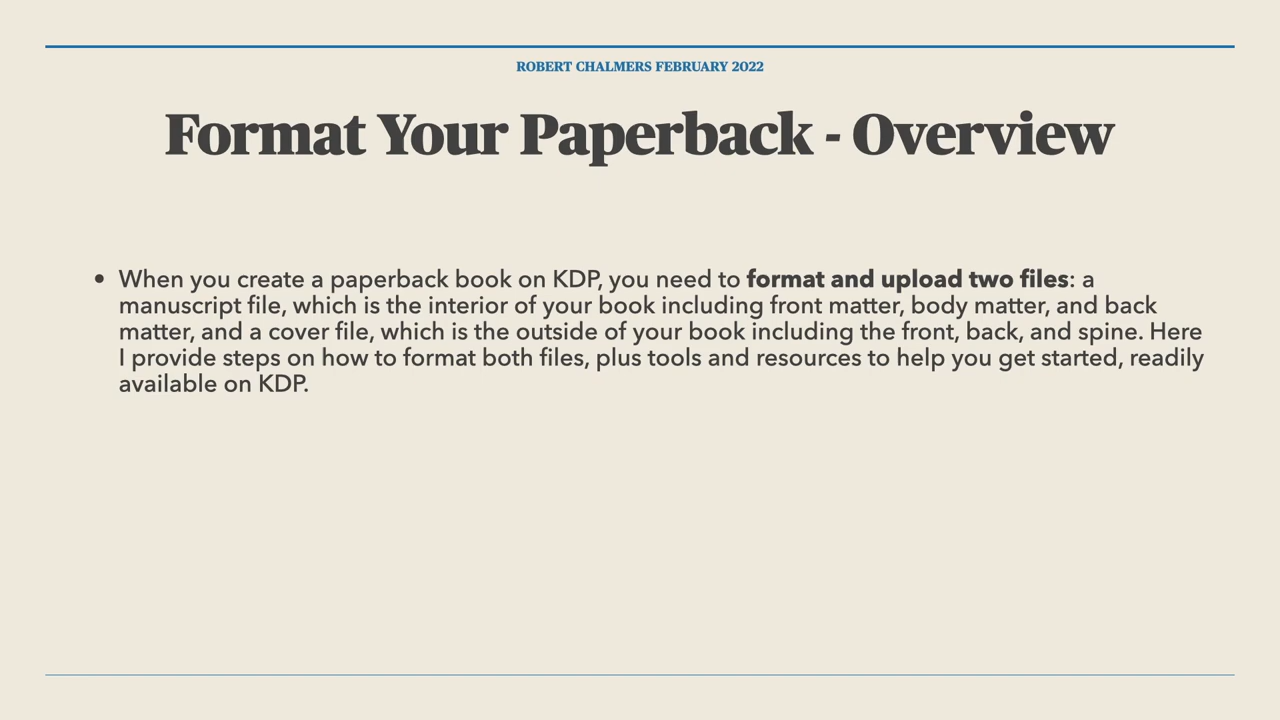 ROBERT CHALMERS FEBRUARY 2022
Format Your Paperback - Overview
• When you create a paperback book on KDP, you need to format and upload two files: a
manuscript file, which is the interior of your book including front matter, body matter, and back
matter, and a cover file, which is the outside of your book including the front, back, and spine. Here
I provide steps on how to format both files, plus tools and resources to help you get started, readily
available on KDP.